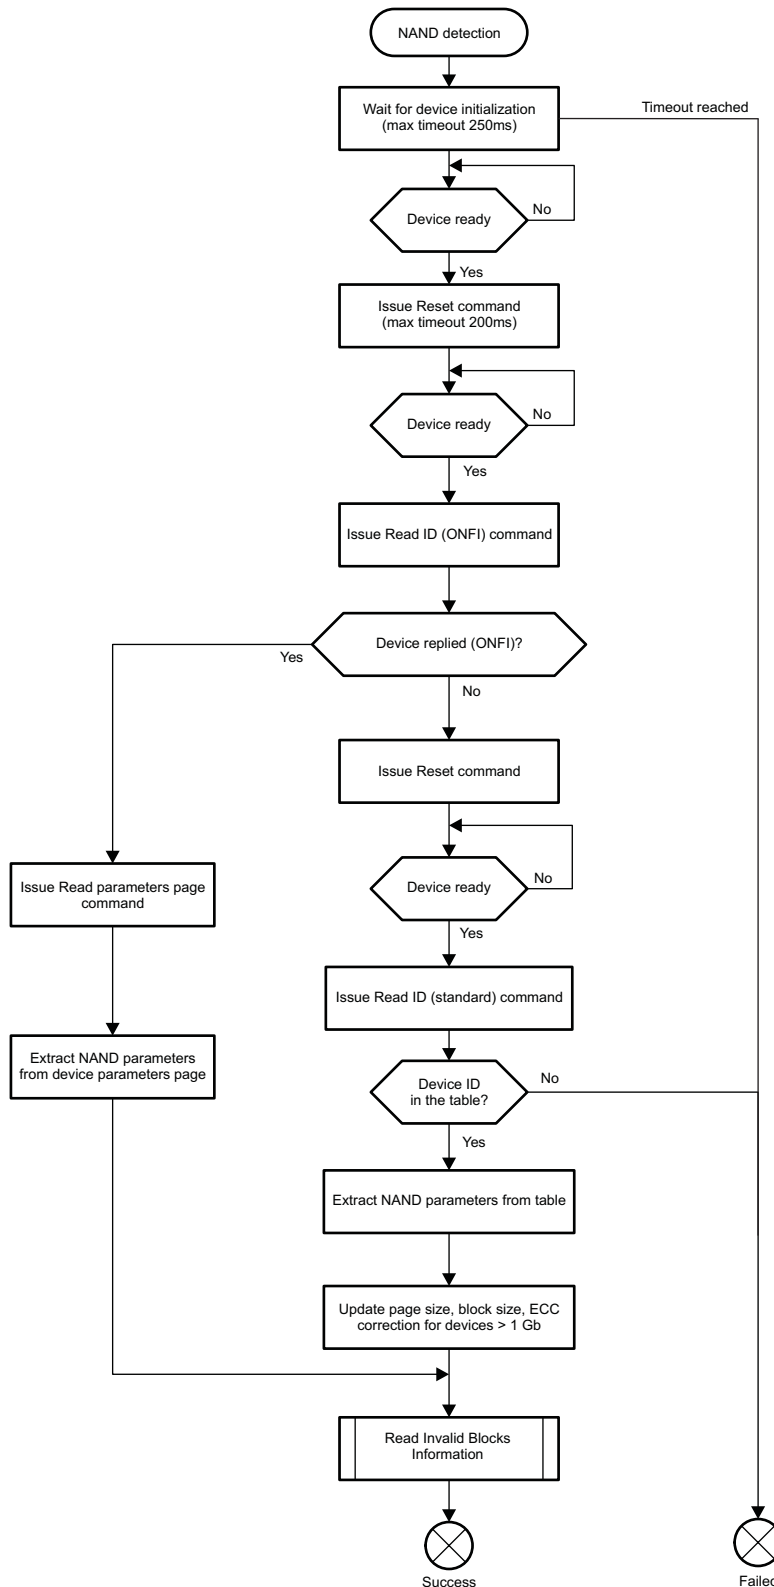 NAND detection
Wait for device initialization
(max timeout 250ms)
Timeout reached
Device ready
No
Yes
Issue Reset command
(max timeout 200ms)
Device ready
No
Yes
Issue Read ID (ONFI) command
Device replied (ONFI)?
Yes
No
Issue Reset command
Device ready
No
Issue Read parameters page
command
Yes
Issue Read ID (standard) command
Extract NAND parameters
from device parameters page
Device ID
in the table?
No
Yes
Extract NAND parameters from table
Update page size, block size, ECC
correction for devices > 1 Gb
Read Invalid Blocks
Information
Success
Failed